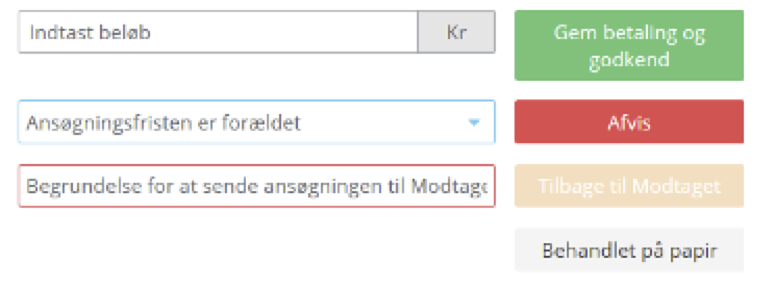 Indtast beløb Kr
Gem betaling og
godkend
Ansøgningsfristen er forældet
Afvis
Begrundelse for at sende ansøgningen til Modtage
Tilbage til Modtaget
Behandlet på papir